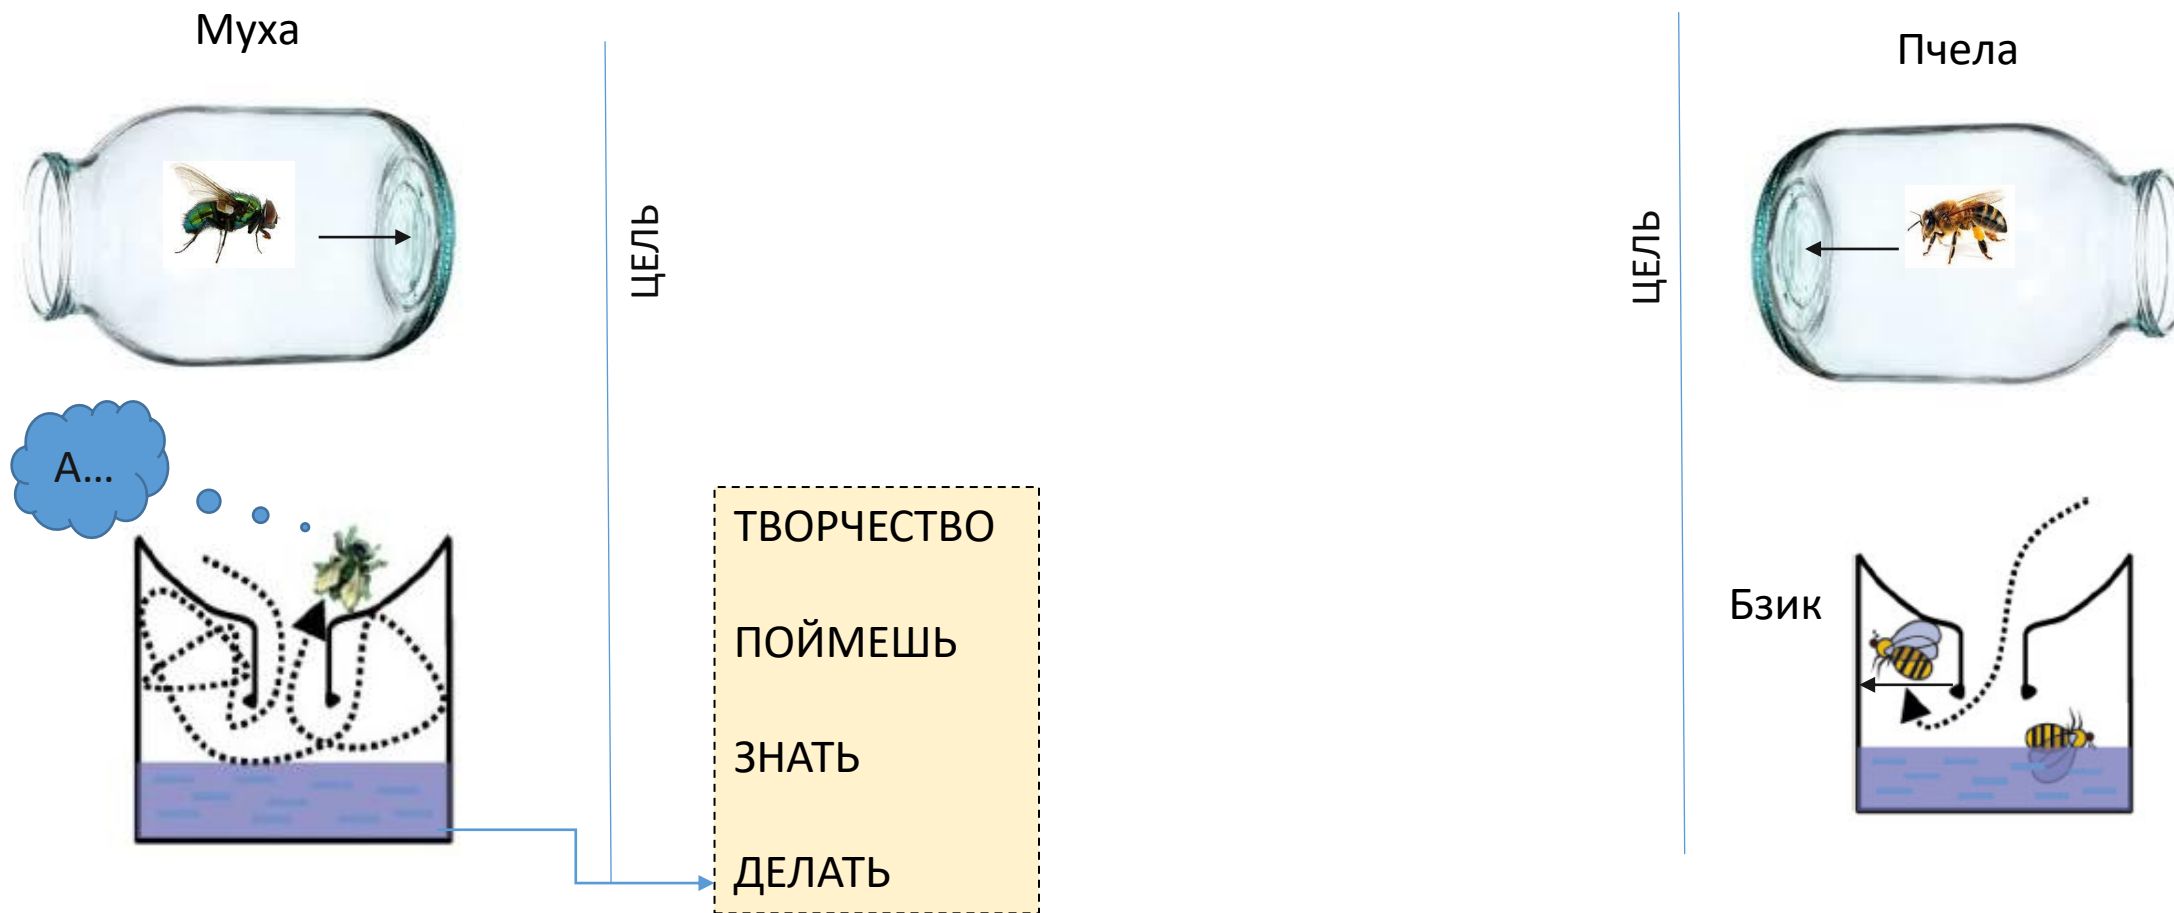 Муха
Пчела
ЦЕЛЬ
ЦЕЛЬ
А...
ТВОРЧЕСТВО
ПОЙМЕШЬ
ЗНАТЬ
ДЕЛАТЬ
Бзик